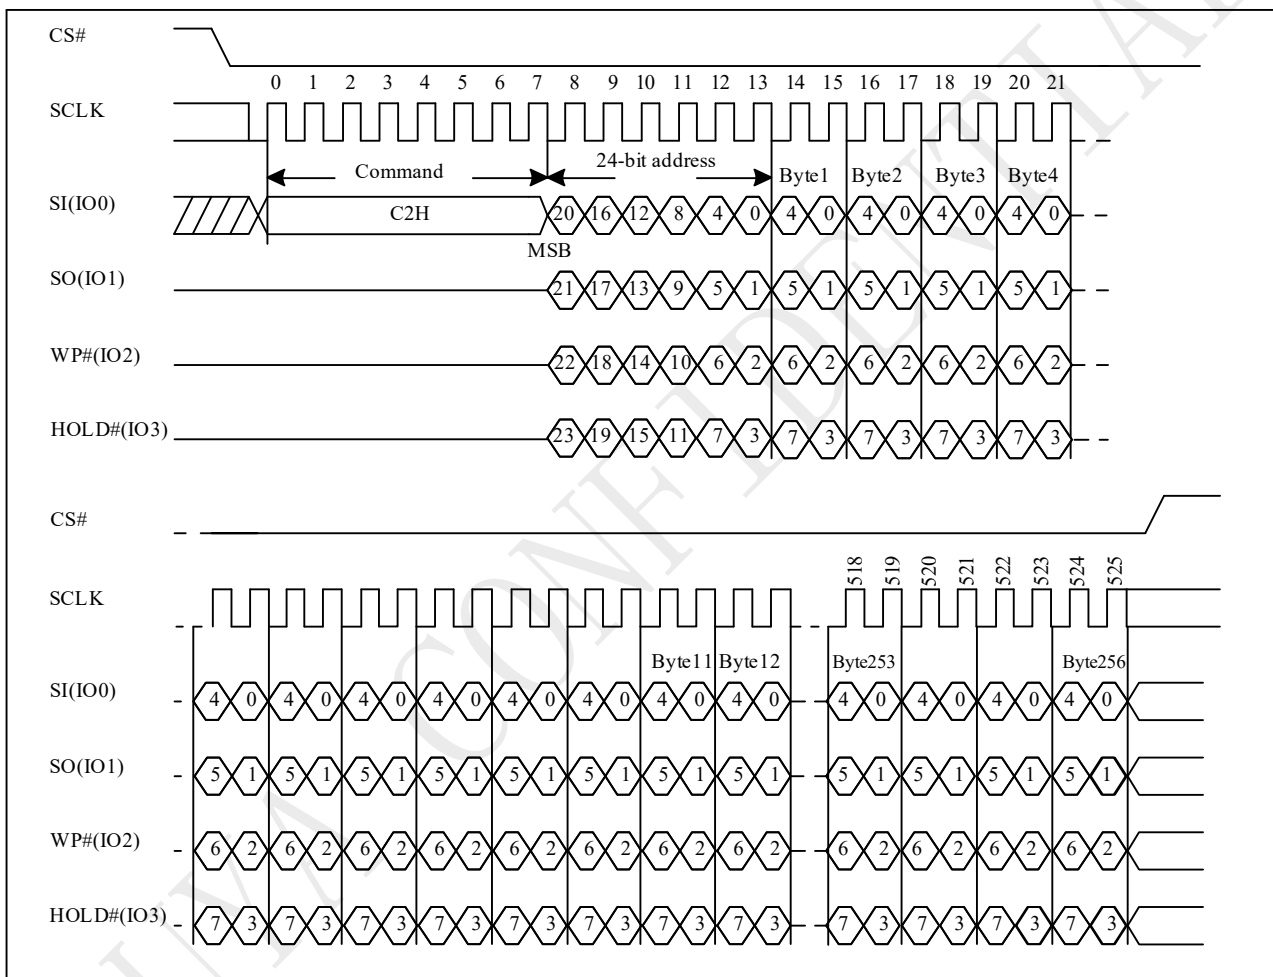 CS#
0 1 2 3 4 5 6 7 8 9 10 11 12 13 14 15 16 17 18 19 20 21
SCLK
Command 24-bit address Byte1 Byte2 Byte3 Byte4
SI(IO0) C2H 20 16 12 8 4 0 4 0 4 0 4 0 4 0
MSB
SO(IO1) 21 17 13 9 5 1 5 1 5 1 5 1 5 1
WP#(IO2) 22 18 14 10 6 2 6 2 6 2 6 2 6 2
HOLD#(IO3) 23 19 15 11 7 3 7 3 7 3 7 3 7 3
CS#
518 519 520 521 522 523 524 525
SCLK
Byte11 Byte12 Byte253 Byte256
SI(IO0) 4 0 4 0 4 0 4 0 4 0 4 0 4 0 4 0 4 0 4 0 4 0 4 0
SO(IO1) 5 1 5 1 5 1 5 1 5 1 5 1 5 1 5 1 5 1 5 1 5 1 5 1
WP#(IO2) 6 2 6 2 6 2 6 2 6 2 6 2 6 2 6 2 6 2 6 2 6 2 6 2
HOLD#(IO3) 7 3 7 3 7 3 7 3 7 3 7 3 7 3 7 3 7 3 7 3 7 3 7 3